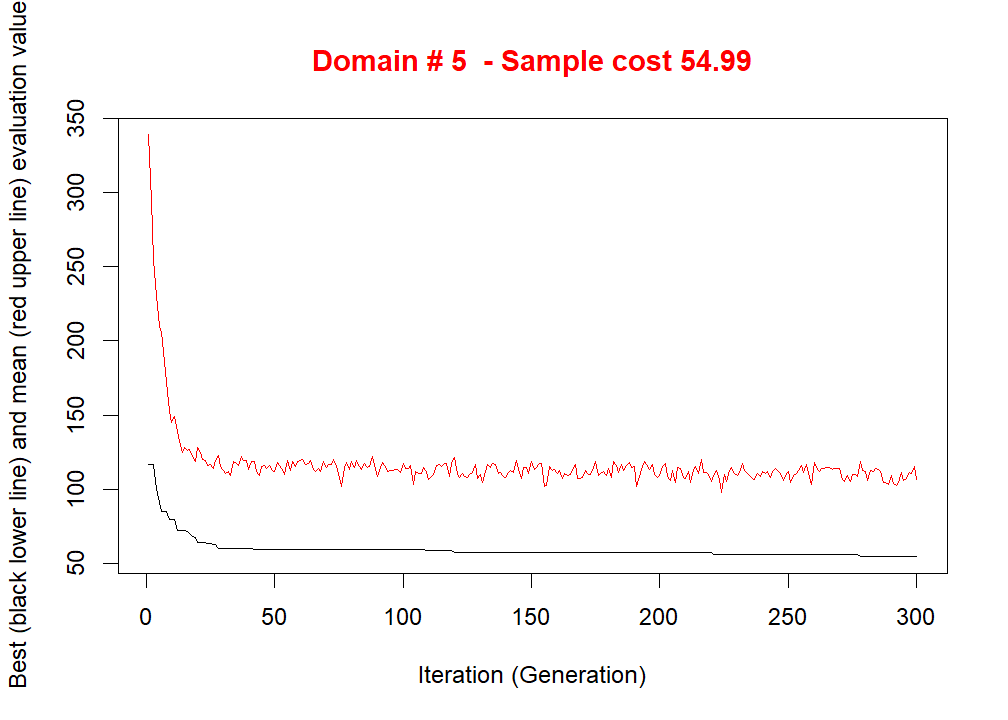 Domain # 5  - Sample cost 54.99
Best (black lower line) and mean (red upper line) evaluation value
350
300
250
200
150
100
50
0 50 100 150 200 250 300
Iteration (Generation)